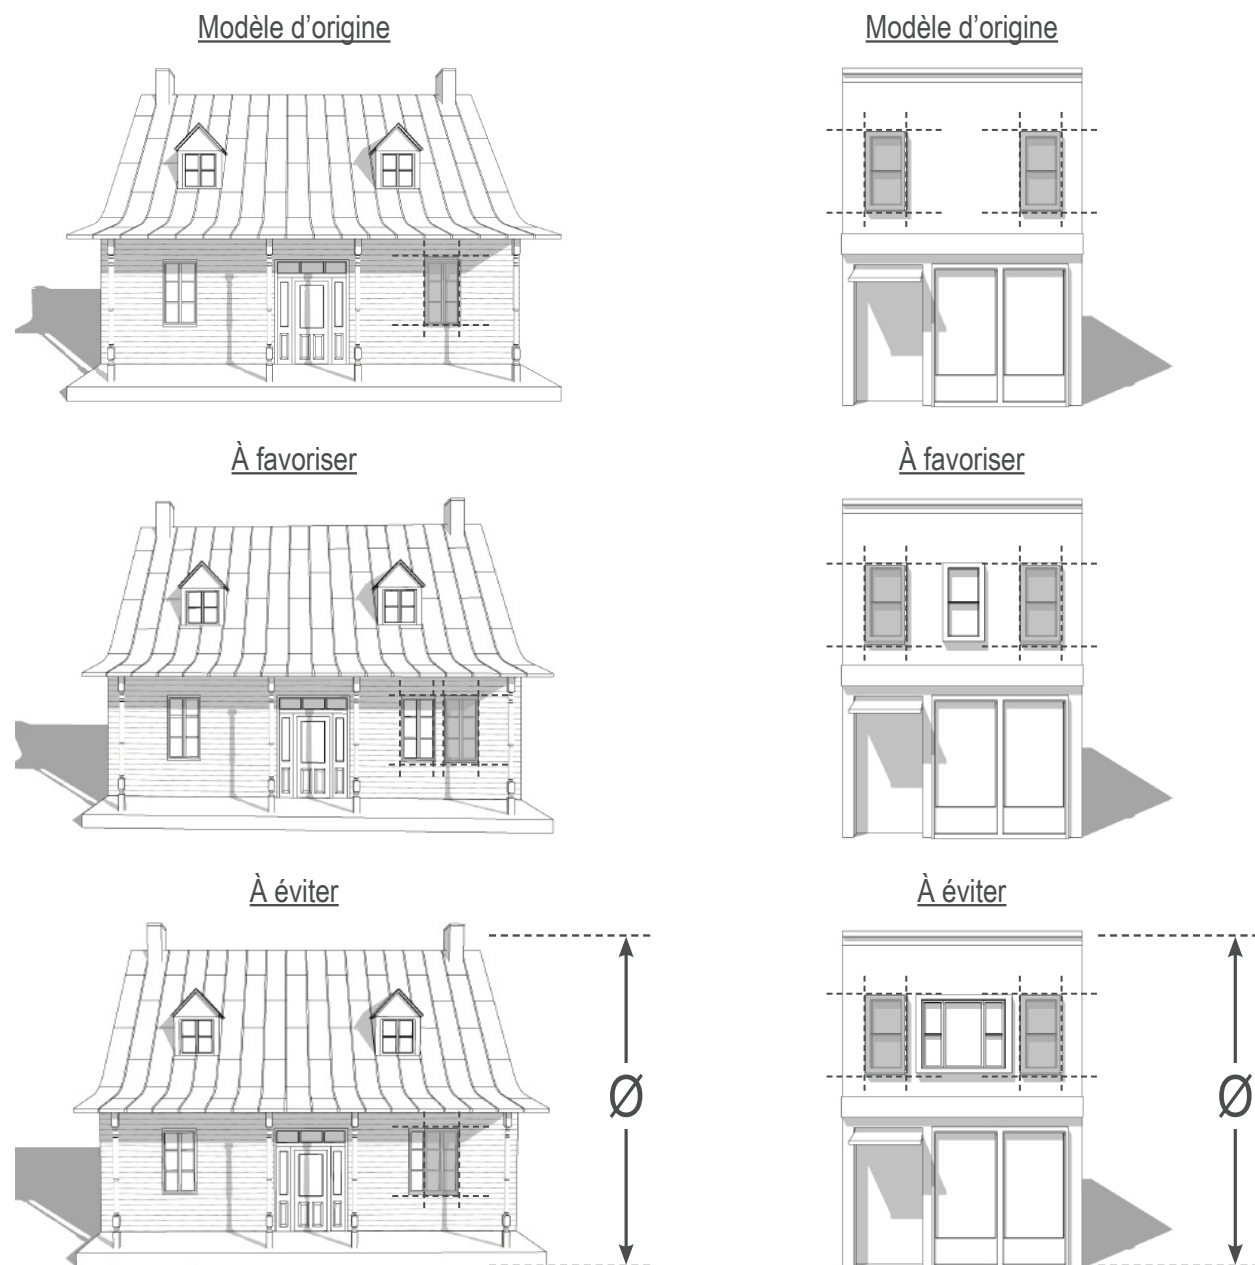 Modèle d’origine
Modèle d’origine
À favoriser
À favoriser
À éviter
À éviter
Ø
Ø